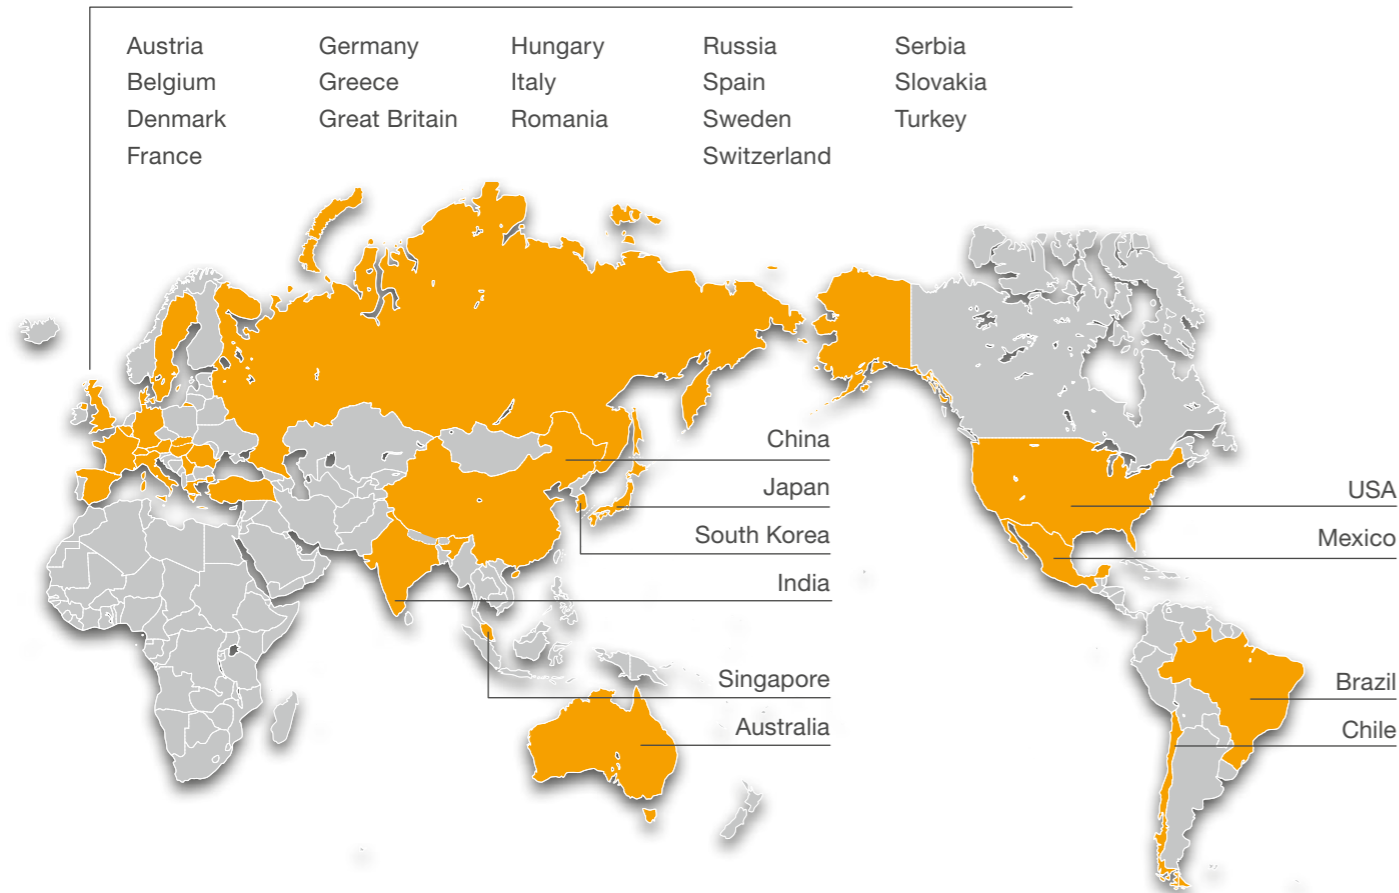 Austria Germany Hungary Russia Serbia
Belgium Greece Italy Spain Slovakia
Denmark Great Britain Romania Sweden Turkey
France Switzerland
China
Japan
South Korea
India
Singapore
Australia
USA
Mexico
Brazil
Chile